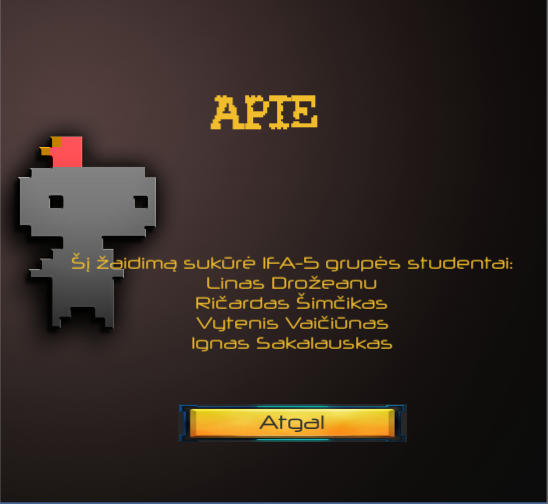 APIE
Šį žaidimą sukūrė IFA-5 grupės studentai:
Linas Drožeanu
Ričardas Šimčikas
Vytenis Vaičiūnas
Ignas Sakalauskas
Atgal